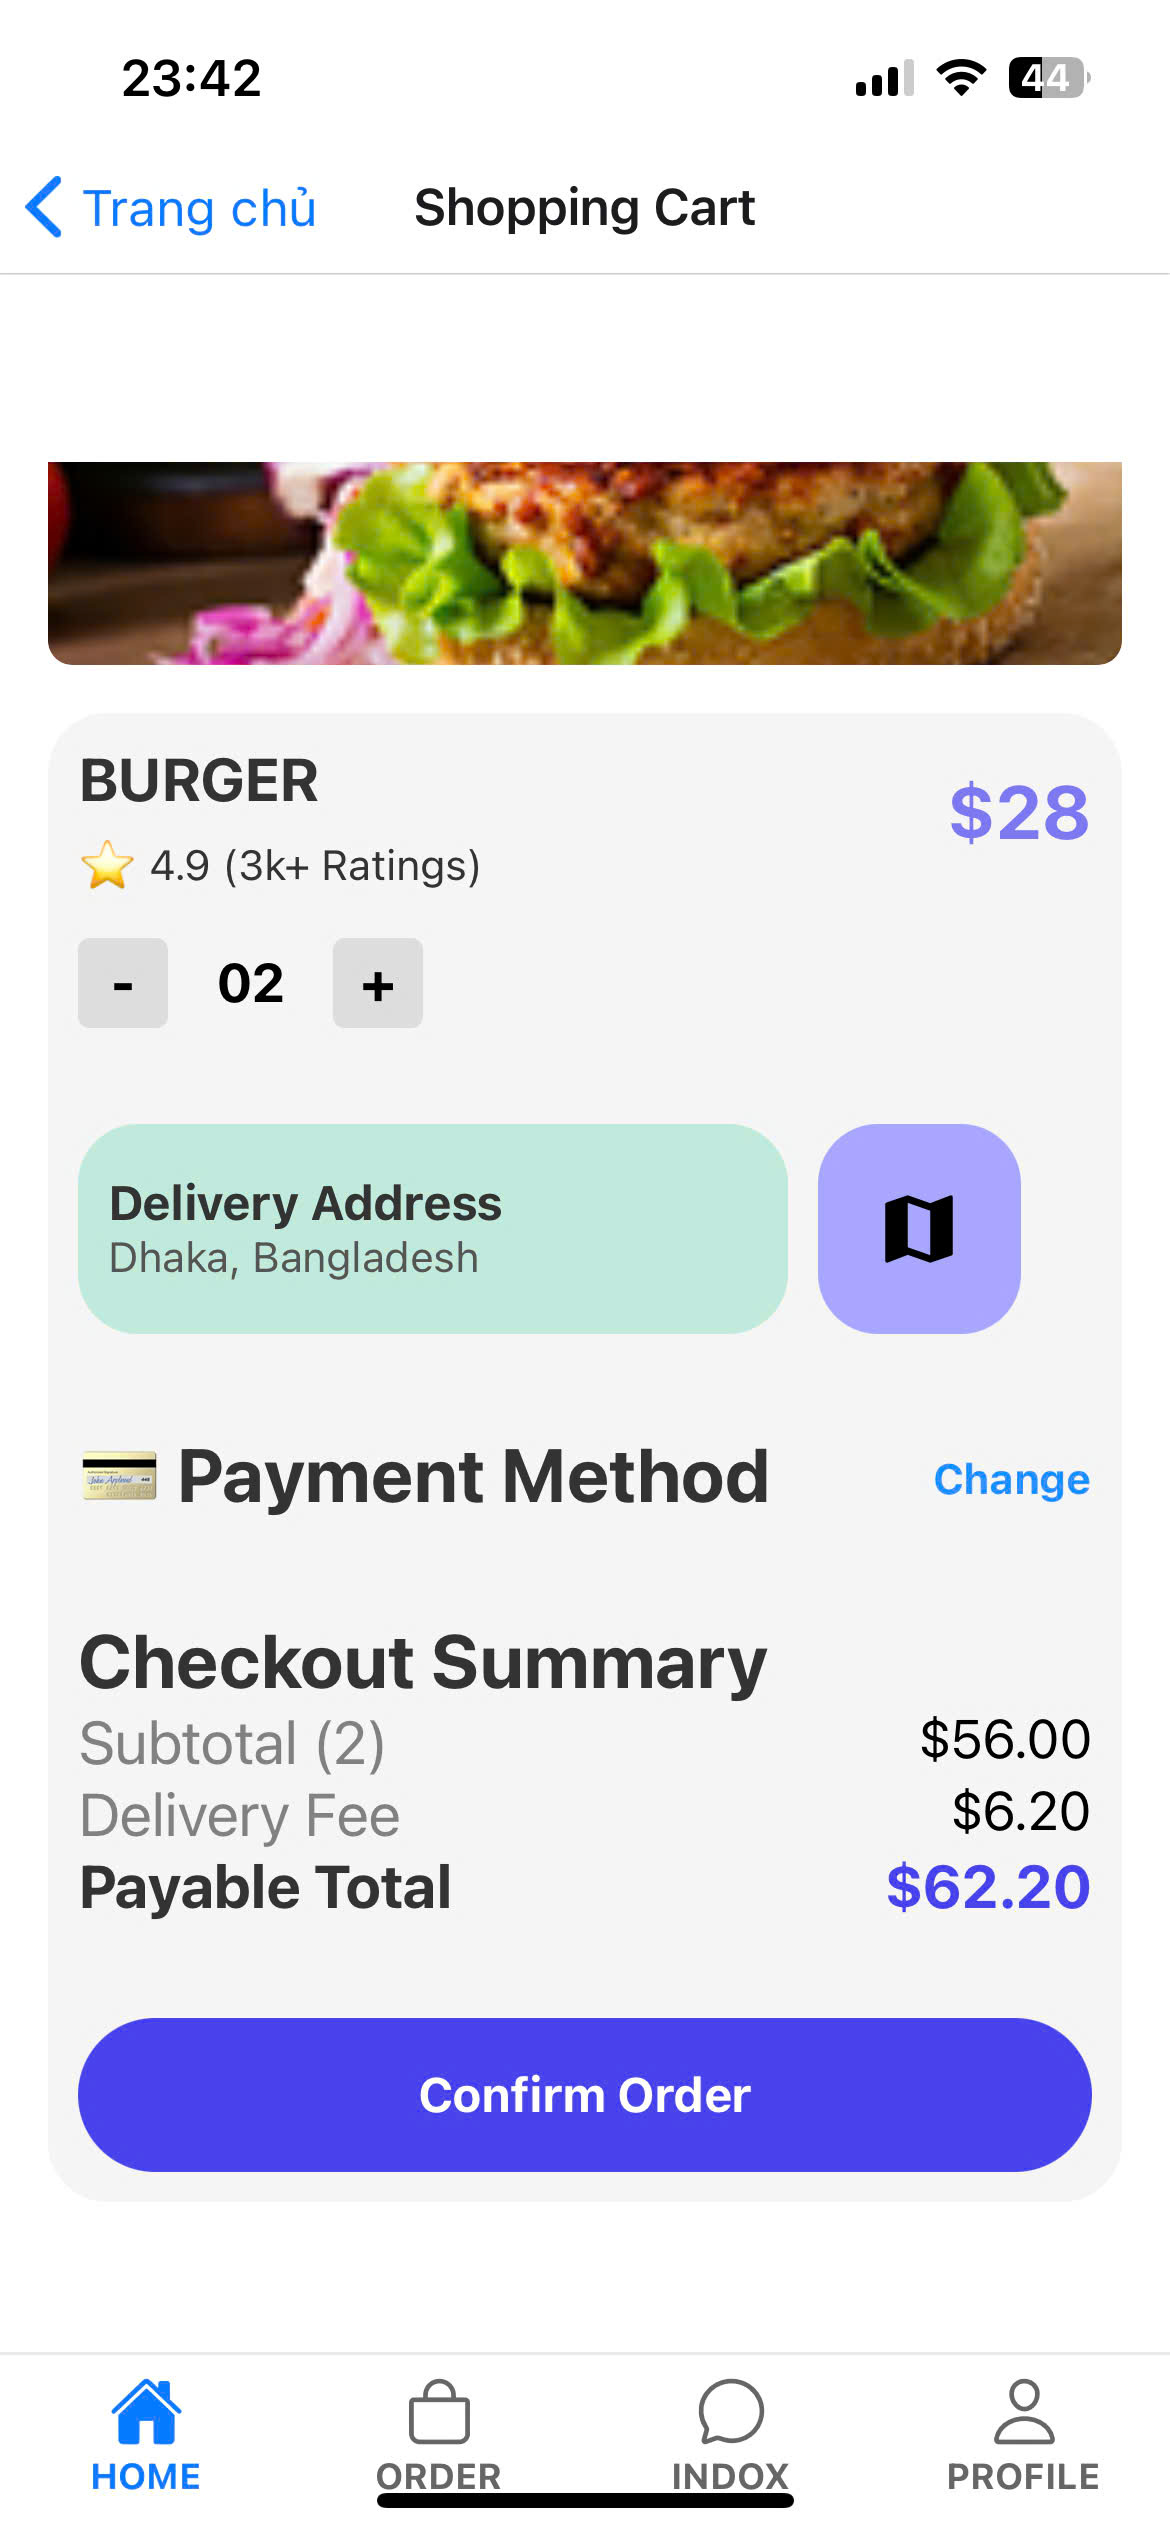 23:42
44
Trang chủ
Shopping Cart
BURGER
$28
4.9 (3k+ Ratings)
- 02 +
Delivery Address
Dhaka, Bangladesh
Payment Method
Change
Checkout Summary
Subtotal (2) $56.00
Delivery Fee $6.20
Payable Total $62.20
Confirm Order
HOME ORDER INDOX PROFILE